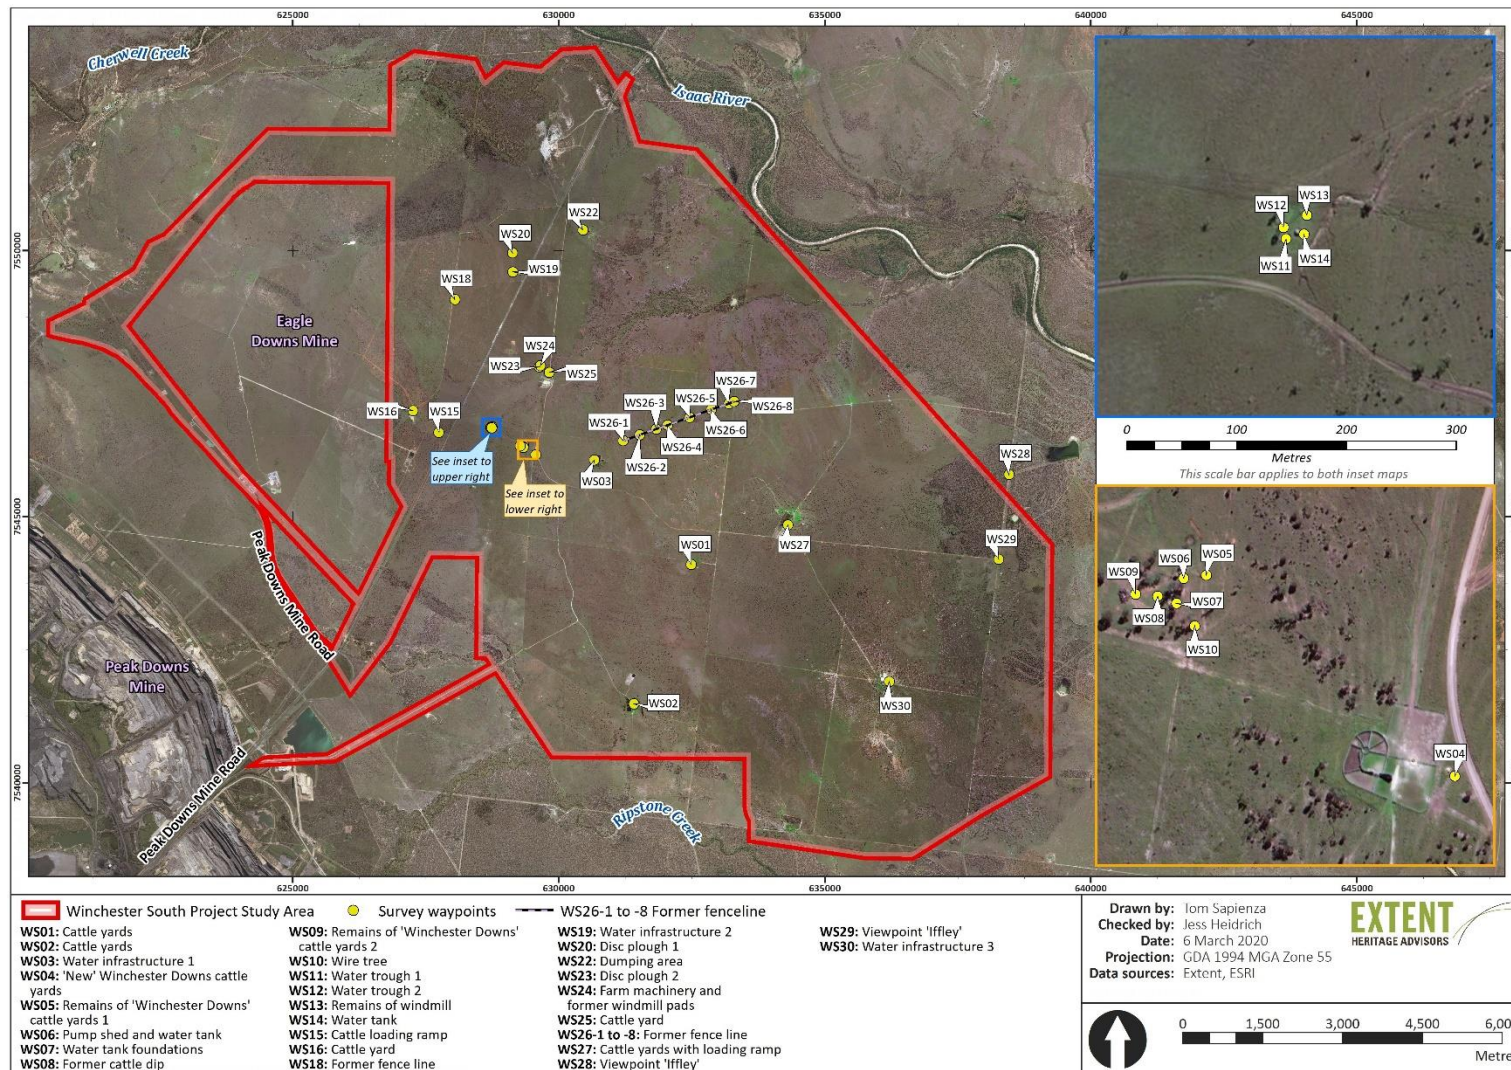 625000
630000
635000
640000
645000
Cherwell Creek
Isaac River
7550000
7545000
7540000
Eagle
Downs Mine
Peak Downs
Mine
Peak Downs Mine Road
Peak Downs Mine Road
Ripstone Creek
WS22
WS20
WS19
WS18
WS24
WS23
WS25
WS16
WS15
WS26-7
WS26-5
WS26-3
WS26-8
WS26-1
WS26-6
WS26-4
WS26-2
WS03
WS28
WS27
WS29
WS01
WS02
WS30
See inset to
upper right
See inset to
lower right
WS13
WS12
WS11
WS14
0
100
200
300
Metres
This scale bar applies to both inset maps
WS05
WS06
WS09
WS07
WS08
WS10
WS04
625000
630000
635000
640000
645000
Winchester South Project Study Area
Survey waypoints
WS26-1 to -8 Former fenceline
WS01: Cattle yards
WS02: Cattle yards
WS03: Water infrastructure 1
WS04: 'New' Winchester Downs cattle
yards
WS05: Remains of 'Winchester Downs'
cattle yards 1
WS06: Pump shed and water tank
WS07: Water tank foundations
WS08: Former cattle dip
WS09: Remains of 'Winchester Downs'
cattle yards 2
WS10: Wire tree
WS11: Water trough 1
WS12: Water trough 2
WS13: Remains of windmill
WS14: Water tank
WS15: Cattle loading ramp
WS16: Cattle yard
WS18: Former fence line
WS19: Water infrastructure 2
WS20: Disc plough 1
WS22: Dumping area
WS23: Disc plough 2
WS24: Farm machinery and
former windmill pads
WS25: Cattle yard
WS26-1 to -8: Former fence line
WS27: Cattle yards with loading ramp
WS28: Viewpoint 'Iffley'
WS29: Viewpoint 'Iffley'
WS30: Water infrastructure 3
Drawn by: Tom Sapienza
Checked by: Jess Heidrich
Date: 6 March 2020
Projection: GDA 1994 MGA Zone 55
Data sources: Extent, ESRI
EXTENT
HERITAGE ADVISORS
0
1,500
3,000
4,500
6,00
Metre